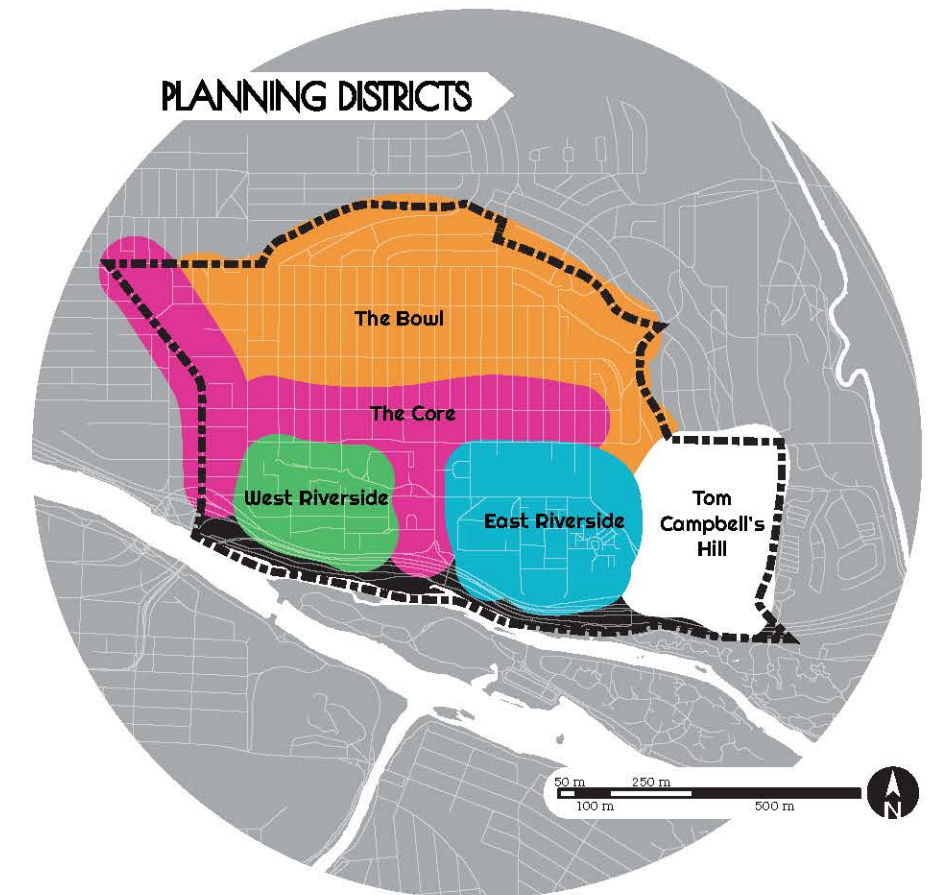 PLANNING DISTRICTS
The Bowl
The Core
West Riverside
East Riverside
Tom
Campbell's
Hill
50 m
250 m
100 m
500 m
N